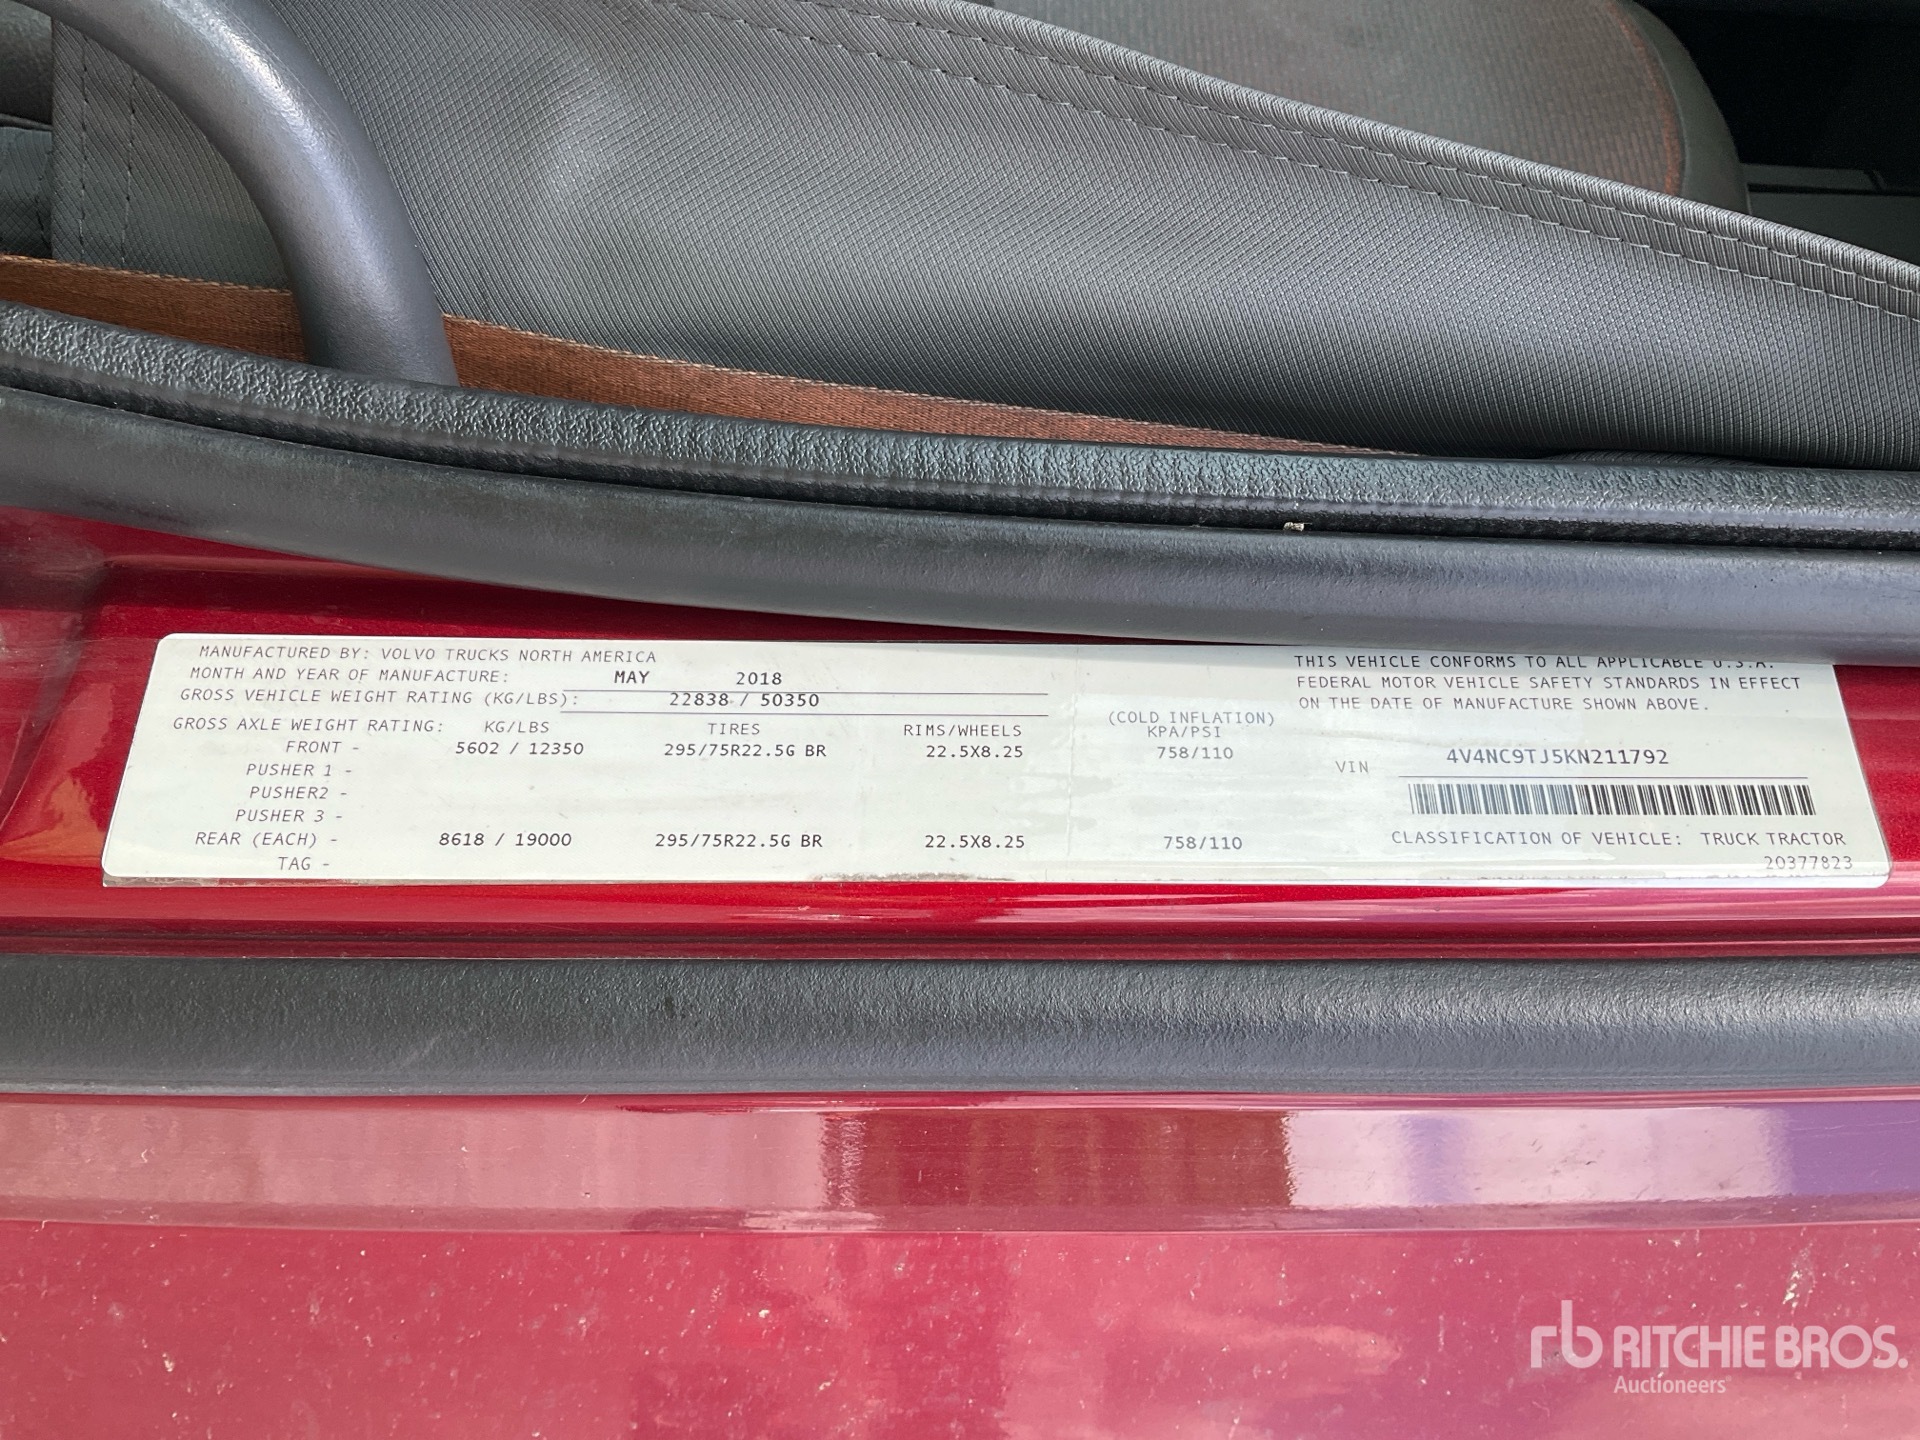 MANUFACTURED BY: VOLVO TRUCKS NORTH AMERICA
MONTH AND YEAR OF MANUFACTURE: MAY 2018
GROSS VEHICLE WEIGHT RATING (KG/LBS): 22838 / 50350
GROSS AXLE WEIGHT RATING: KG/LBS TIRES RIMS/WHEELS (COLD INFLATION) KPA/PSI
FRONT - 5602 / 12350 295/75R22.5G BR 22.5X8.25 758/110
PUSHER 1 -
PUSHER2 -
PUSHER 3 -
REAR (EACH) - 8618 / 19000 295/75R22.5G BR 22.5X8.25 758/110
TAG -
THIS VEHICLE CONFORMS TO ALL APPLICABLE U.S.A.
FEDERAL MOTOR VEHICLE SAFETY STANDARDS IN EFFECT
ON THE DATE OF MANUFACTURE SHOWN ABOVE.
VIN 4V4NC9TJ5KN211792
CLASSIFICATION OF VEHICLE: TRUCK TRACTOR
20377823
rb RITCHIE BROS.
Auctioneers